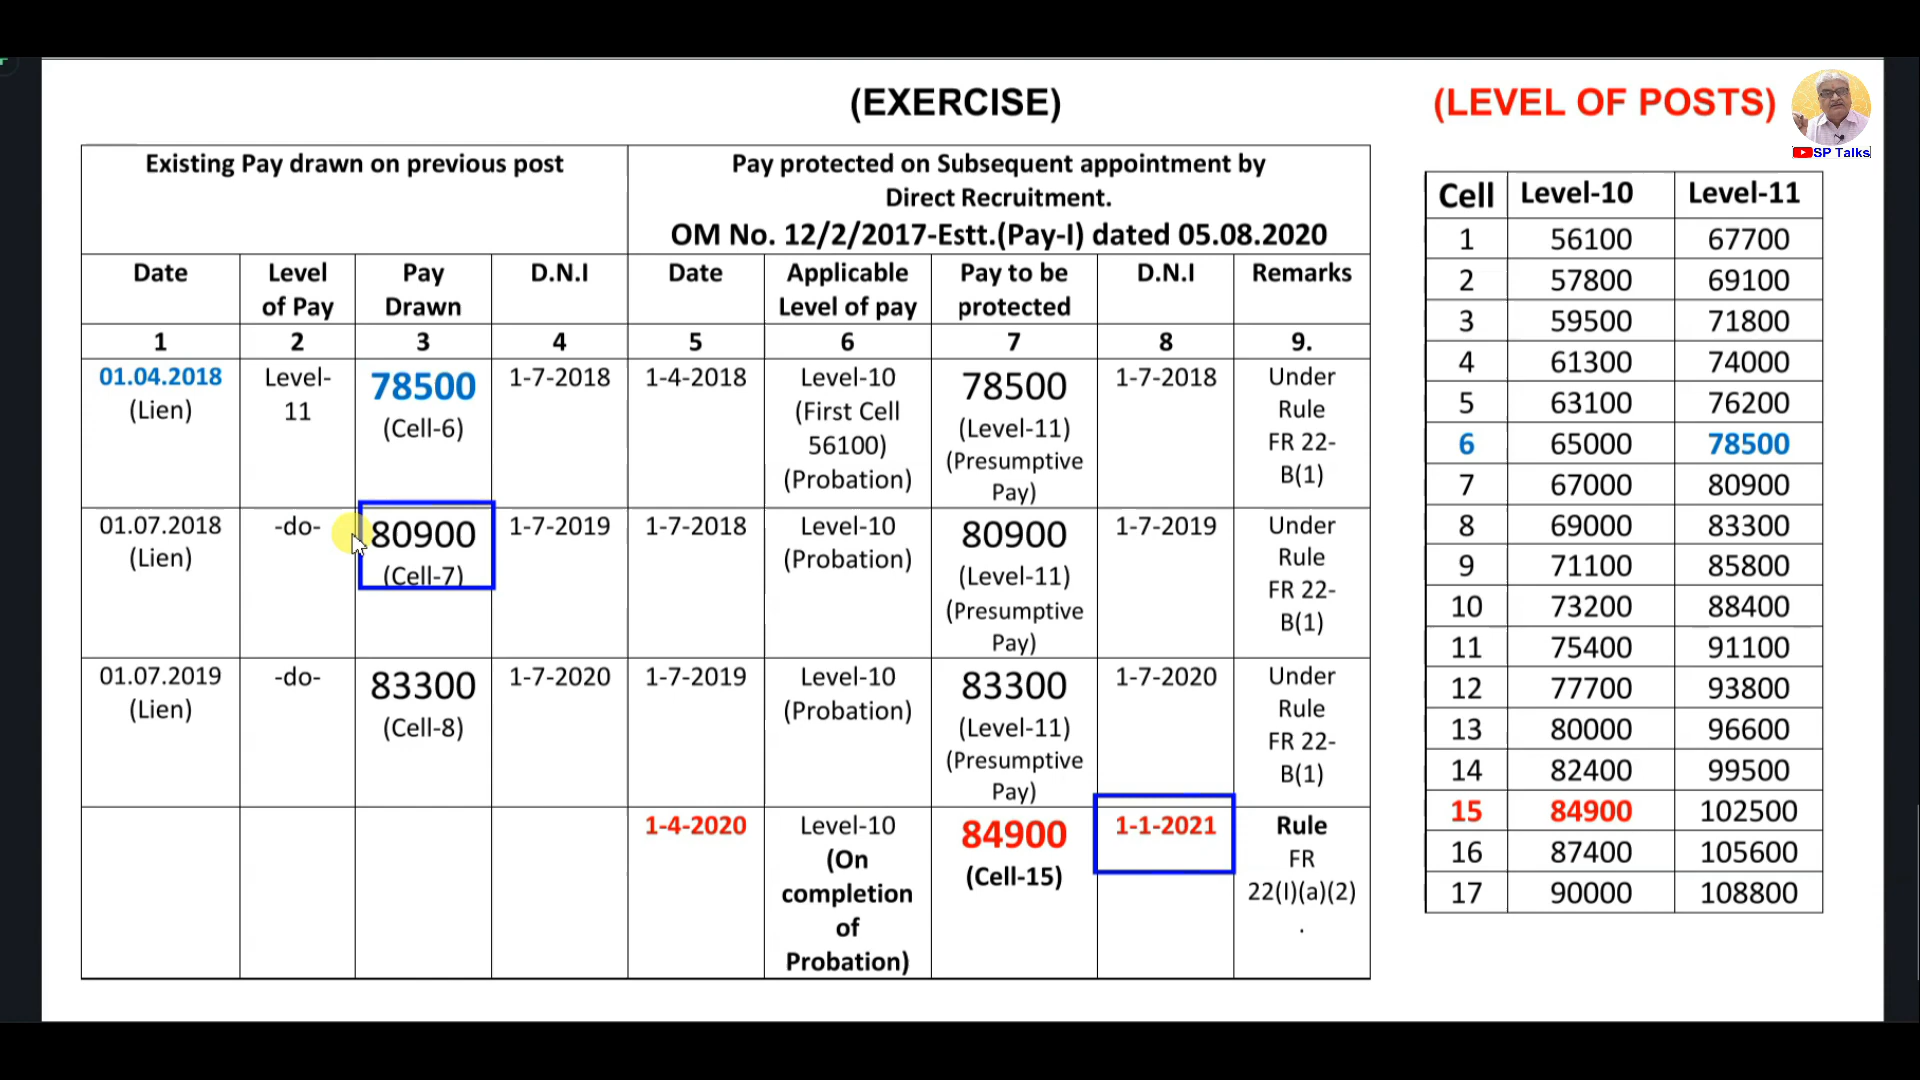 (EXERCISE)
(LEVEL OF POSTS)
SP Talks
Existing Pay drawn on previous post
Pay protected on Subsequent appointment by
Direct Recruitment.
OM No. 12/2/2017-Estt.(Pay-I) dated 05.08.2020
Date Level of Pay Pay Drawn D.N.I Date Applicable Level of pay Pay to be protected D.N.I Remarks
1 2 3 4 5 6 7 8 9.
01.04.2018 (Lien) Level-11 78500 (Cell-6) 1-7-2018 1-4-2018 Level-10 (First Cell 56100) (Probation) 78500 (Level-11) (Presumptive Pay) 1-7-2018 Under Rule FR 22-B(1)
01.07.2018 (Lien) -do- 80900 (Cell-7) 1-7-2019 1-7-2018 Level-10 (Probation) 80900 (Level-11) (Presumptive Pay) 1-7-2019 Under Rule FR 22-B(1)
01.07.2019 (Lien) -do- 83300 (Cell-8) 1-7-2020 1-7-2019 Level-10 (Probation) 83300 (Level-11) (Presumptive Pay) 1-7-2020 Under Rule FR 22-B(1)
1-4-2020 Level-10 (On completion of Probation) 84900 (Cell-15) 1-1-2021 Rule FR 22(I)(a)(2) .
Cell Level-10 Level-11
1 56100 67700
2 57800 69100
3 59500 71800
4 61300 74000
5 63100 76200
6 65000 78500
7 67000 80900
8 69000 83300
9 71100 85800
10 73200 88400
11 75400 91100
12 77700 93800
13 80000 96600
14 82400 99500
15 84900 102500
16 87400 105600
17 90000 108800